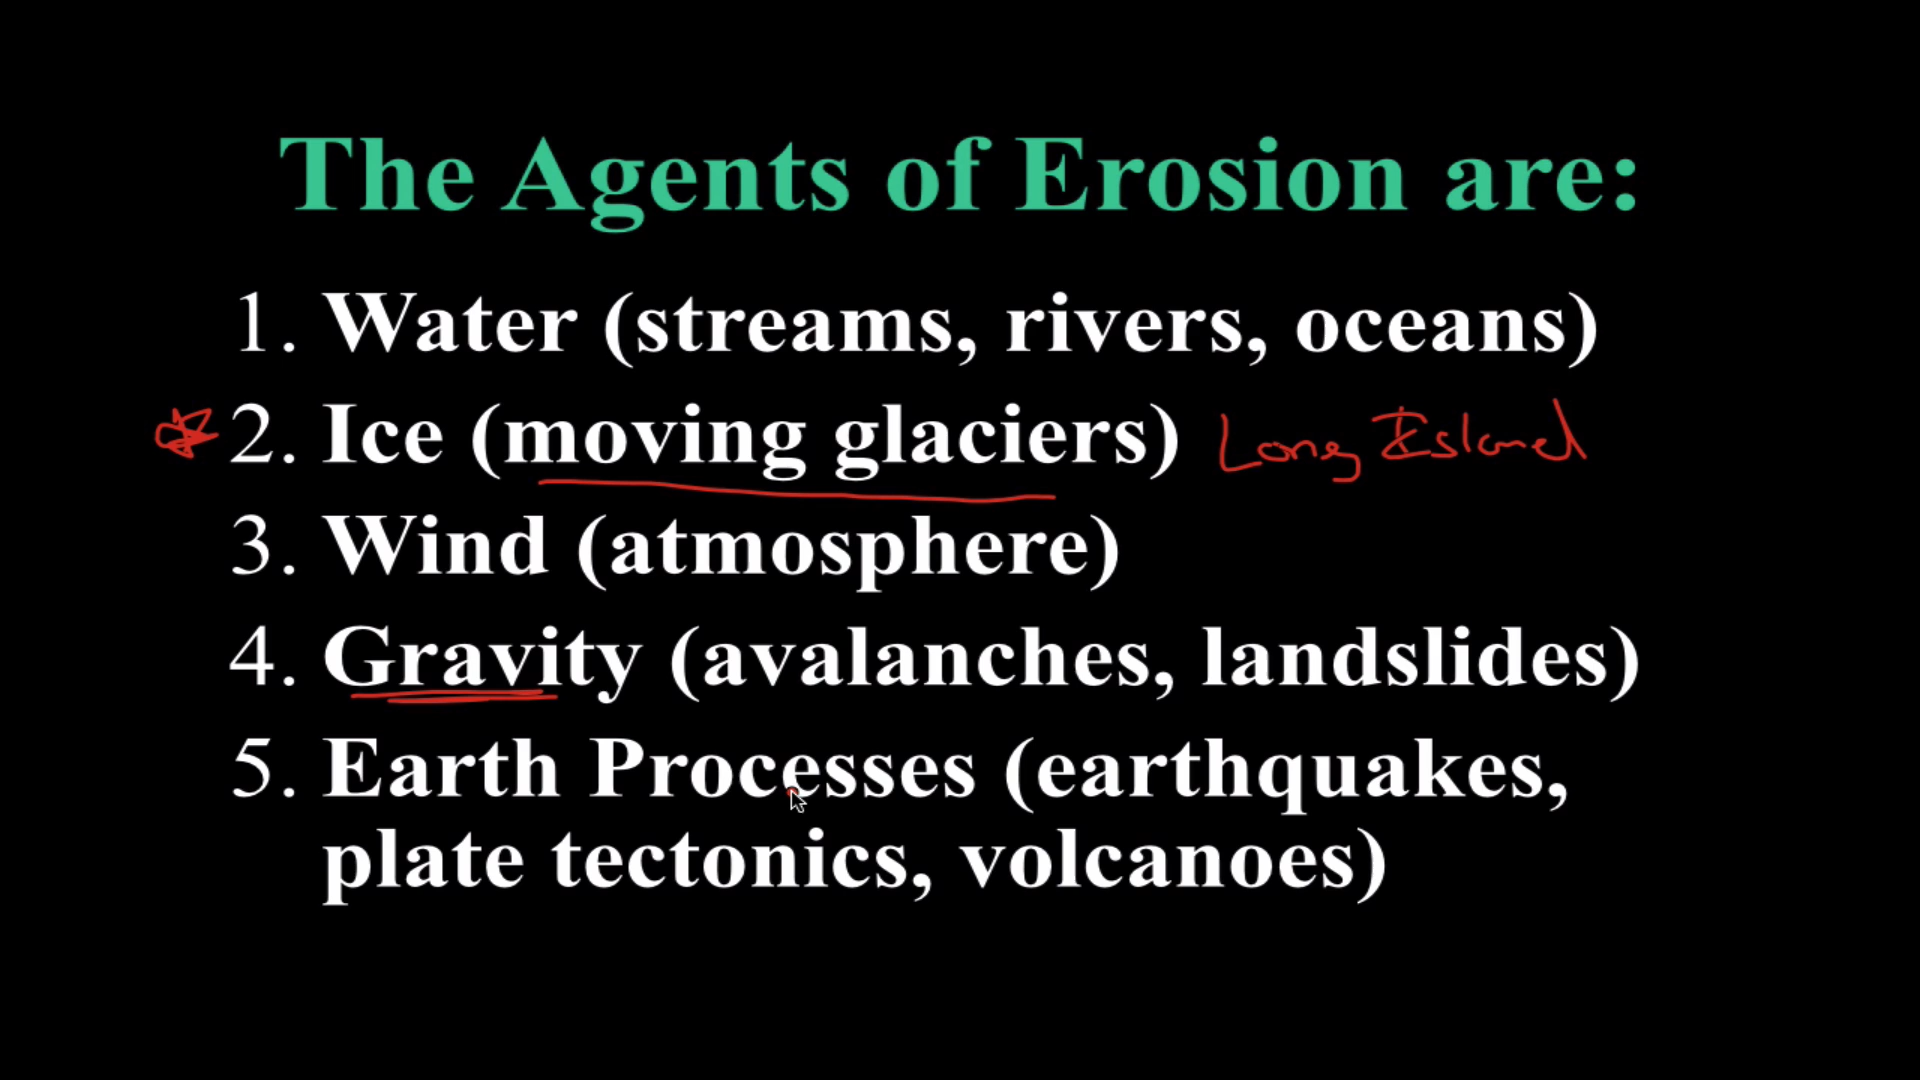 The Agents of Erosion are:
1. Water (streams, rivers, oceans)
2. Ice (moving glaciers) Long Island
3. Wind (atmosphere)
4. Gravity (avalanches, landslides)
5. Earth Processes (earthquakes,
plate tectonics, volcanoes)